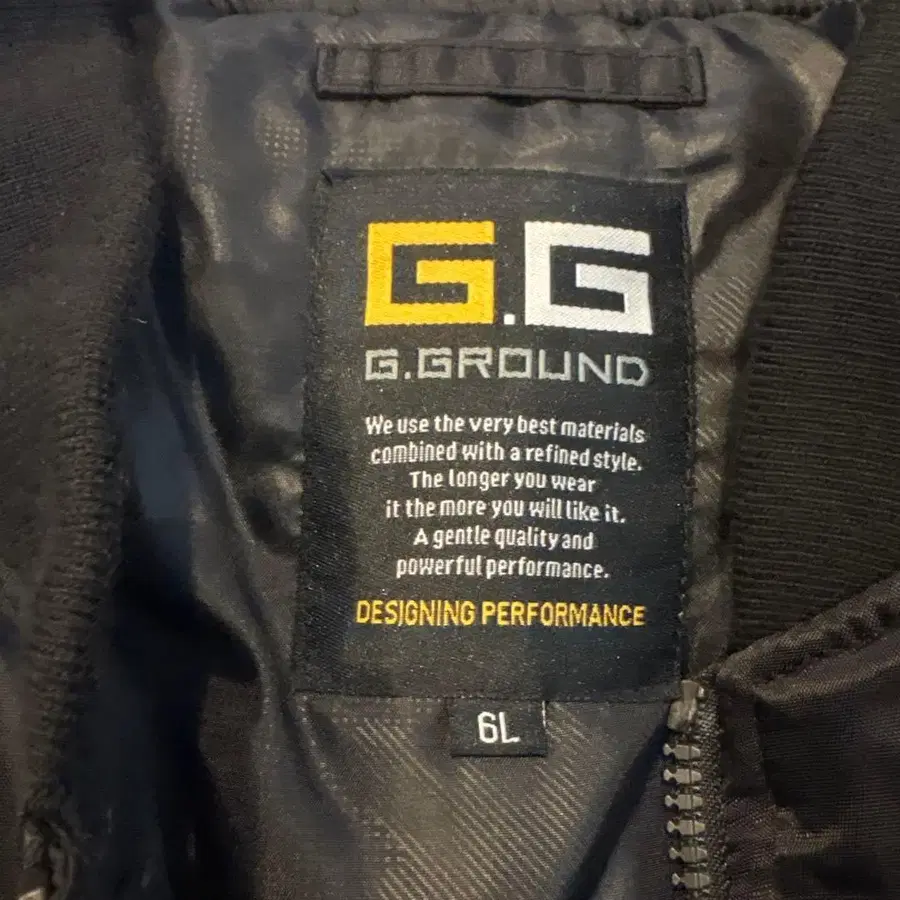 G.G
G.GROUND
We use the very best materials
combined with a refined style.
The longer you wear
it the more you will like it.
A gentle quality and
powerful performance.
DESIGNING PERFORMANCE
6L